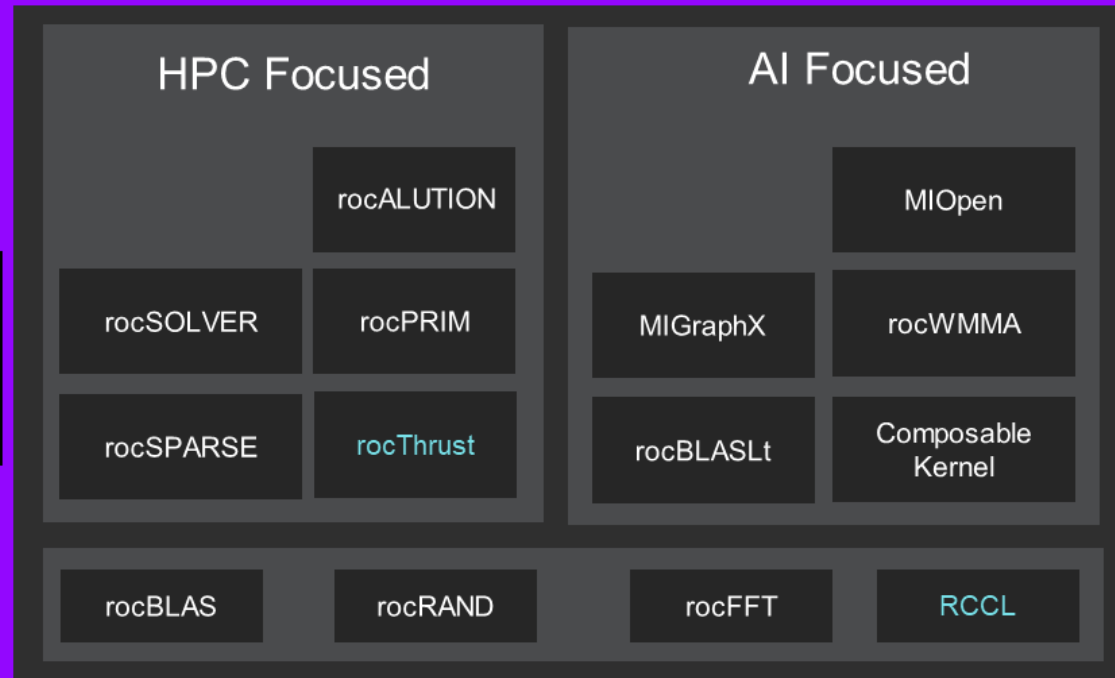 HPC Focused
rocALUTION
rocSOLVER
rocPRIM
rocSPARSE
rocThrust
AI Focused
MIOpen
MIGraphX
rocWMMA
rocBLASLt
Composable
Kernel
rocBLAS
rocRAND
rocFFT
RCCL